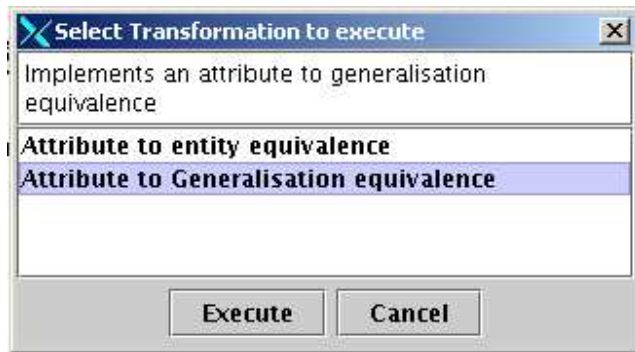 Select Transformation to execute
Implements an attribute to generalisation
equivalence
Attribute to entity equivalence
Attribute to Generalisation equivalence
Execute Cancel